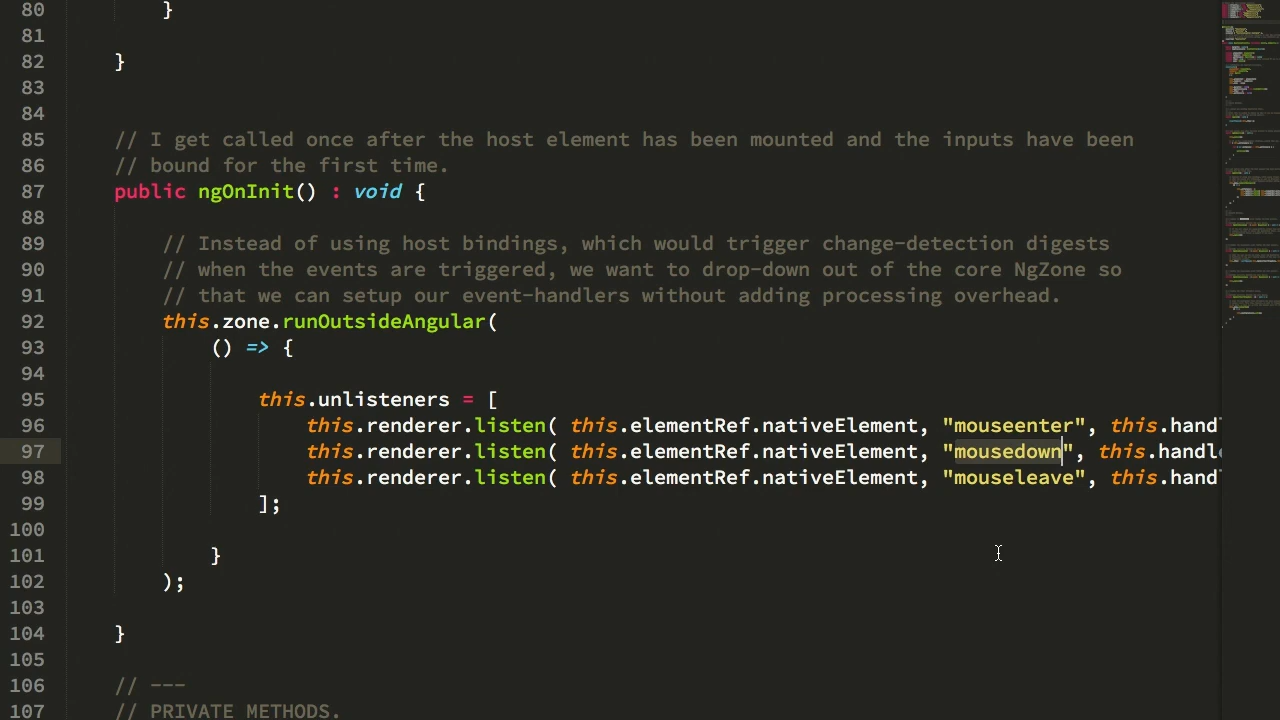 80 }
81
82 }
83
84
85 // I get called once after the host element has been mounted and the inputs have been
86 // bound for the first time.
87 public ngOnInit() : void {
88
89 // Instead of using host bindings, which would trigger change-detection digests
90 // when the events are triggered, we want to drop-down out of the core NgZone so
91 // that we can setup our event-handlers without adding processing overhead.
92 this.zone.runOutsideAngular(
93 () => {
94
95 this.unlisteners = [
96 this.renderer.listen( this.elementRef.nativeElement, "mouseenter", this.handl
97 this.renderer.listen( this.elementRef.nativeElement, "mousedown", this.handle
98 this.renderer.listen( this.elementRef.nativeElement, "mouseleave", this.handl
99 ];
100
101 }
102 );
103
104 }
105
106 // ---
107 // PRIVATE METHODS.